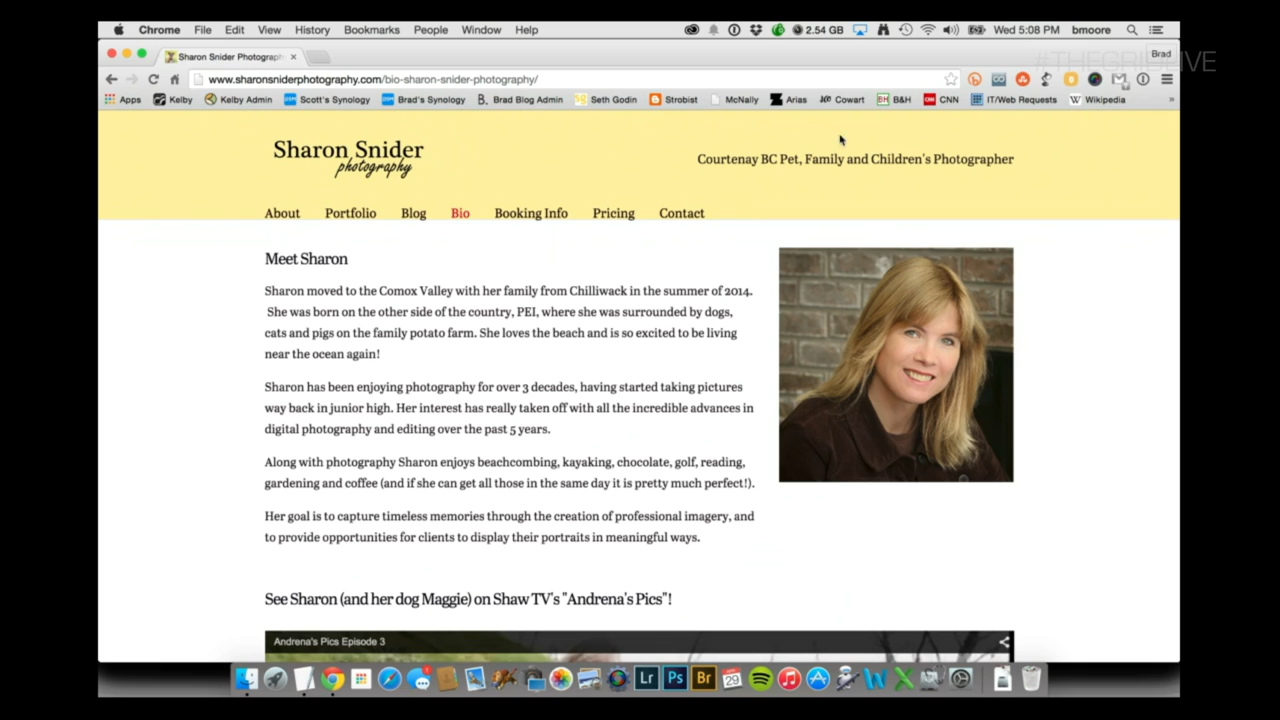 Chrome File Edit View History Bookmarks People Window Help 2.54 GB Wed 5:08 PM bmoore
Sharon Snider Photograph Brad
#THEGRIDLIVE
www.sharonsniderphotography.com/bio-sharon-snider-photography/
Apps Kelby Kelby Admin Scott's Synology Brad's Synology B. Brad Blog Admin Seth Godin Strobist McNally Arias Cowart B&H CNN IT/Web Requests Wikipedia »
Sharon Snider
photography
Courtenay BC Pet, Family and Children's Photographer
About Portfolio Blog Bio Booking Info Pricing Contact
Meet Sharon
Sharon moved to the Comox Valley with her family from Chilliwack in the summer of 2014.
She was born on the other side of the country, PEI, where she was surrounded by dogs,
cats and pigs on the family potato farm. She loves the beach and is so excited to be living
near the ocean again!
Sharon has been enjoying photography for over 3 decades, having started taking pictures
way back in junior high. Her interest has really taken off with all the incredible advances in
digital photography and editing over the past 5 years.
Along with photography Sharon enjoys beachcombing, kayaking, chocolate, golf, reading,
gardening and coffee (and if she can get all those in the same day it is pretty much perfect!).
Her goal is to capture timeless memories through the creation of professional imagery, and
to provide opportunities for clients to display their portraits in meaningful ways.
See Sharon (and her dog Maggie) on Shaw TV's "Andrena's Pics"!
Andrena's Pics Episode 3
Lr Ps Br 29